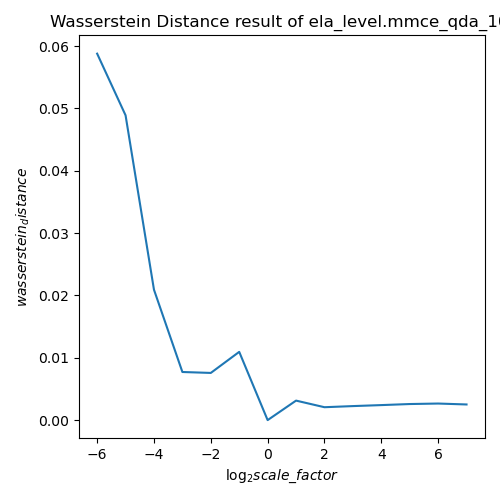 Wasserstein Distance result of ela_level.mmce_qda_10
0.06
0.05
0.04
0.03
0.02
0.01
0.00
wasserstein_distance
−6 −4 −2 0 2 4 6
log₂scale_factor